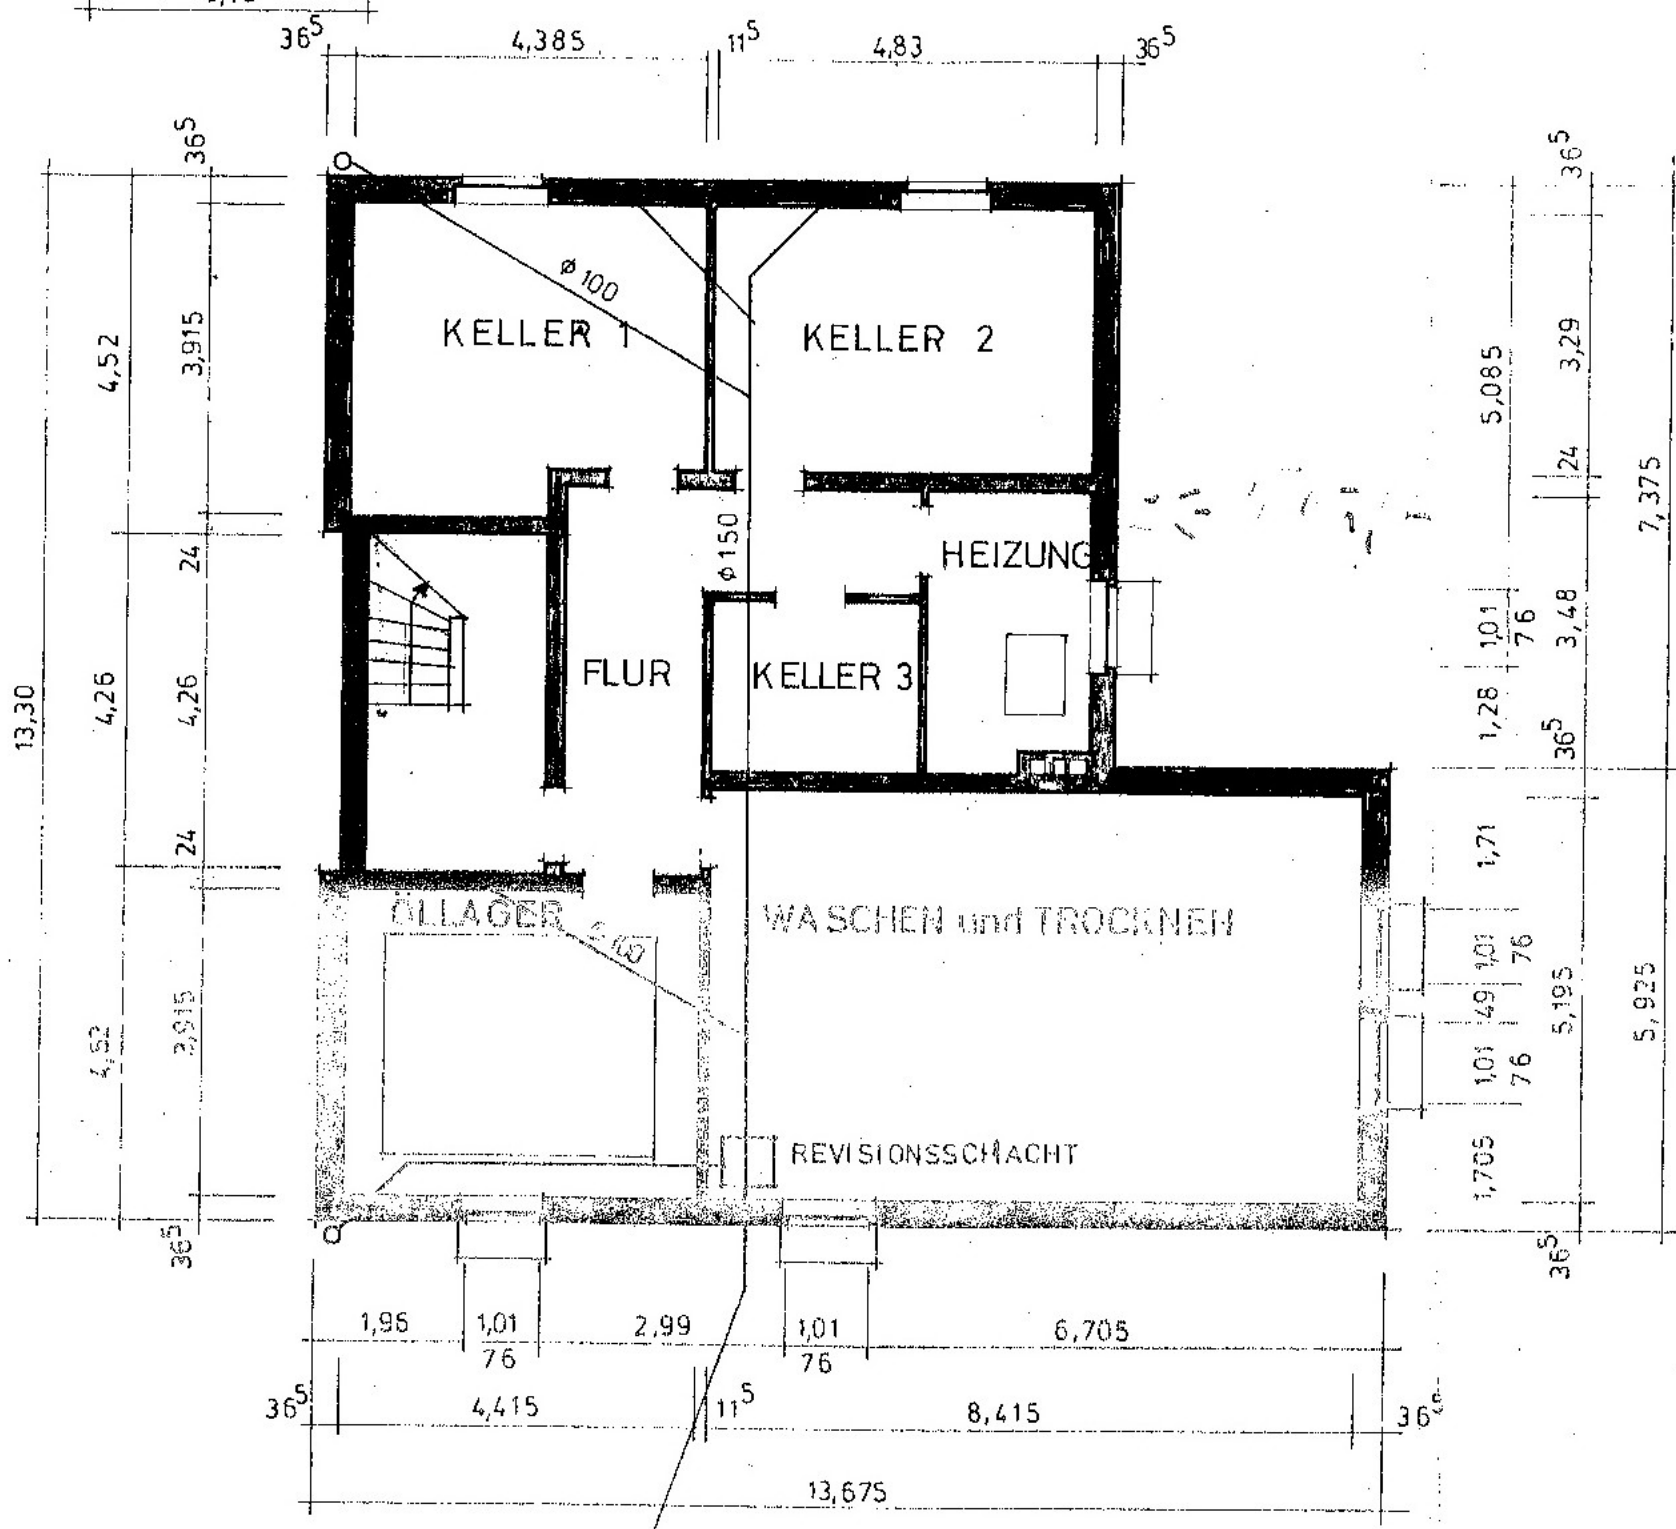 36⁵ 4,385 11⁵ 4,83 36⁵
36⁵
36⁵
4,52
3,915
ø 100
KELLER 1
KELLER 2
5,085
3,29
24
7,375
24
ø 150
HEIZUNG
1,01
76
3,48
13,30
4,26
4,26
FLUR
KELLER 3
1,28
36⁵
24
1,71
ÖLLAGER
WASCHEN und TROCKNEN
1,01
76
49
5,195
5,925
4,52
3,915
1,01
76
REVISIONSSCHACHT
1,705
36⁵
36⁵
1,96 1,01 2,99 1,01 6,705
76 76
36⁵ 4,415 11⁵ 8,415 36⁵
13,675